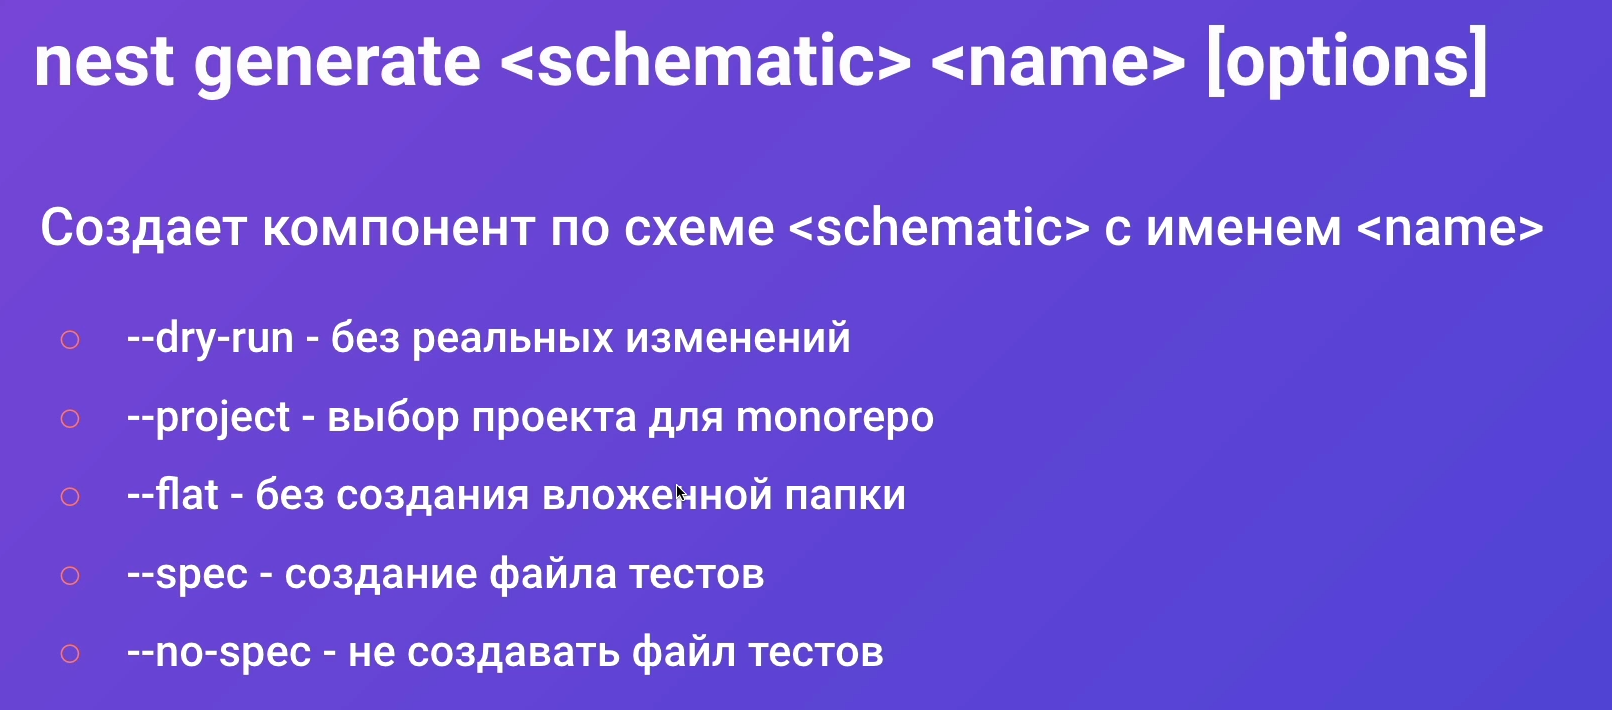 nest generate <schematic> <name> [options]
Создает компонент по схеме <schematic> с именем <name>
--dry-run - без реальных изменений
--project - выбор проекта для monorepo
--flat - без создания вложенной папки
--spec - создание файла тестов
--no-spec - не создавать файл тестов